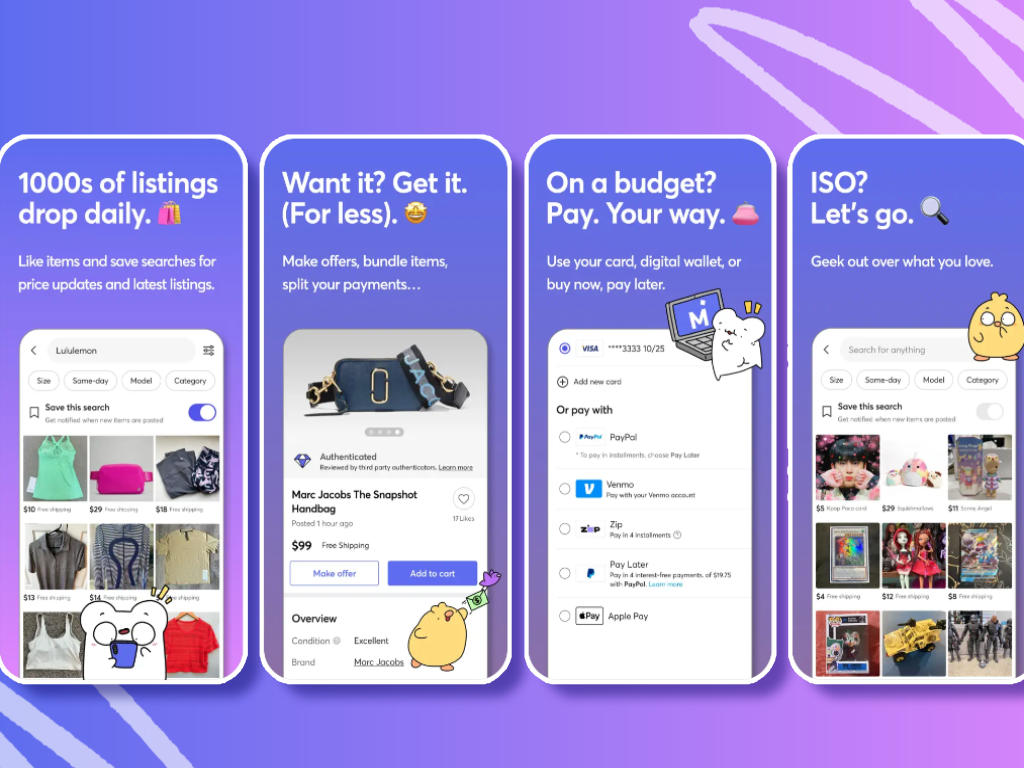 1000s of listings
drop daily.
Like items and save searches for
price updates and latest listings.
Lululemon
Size
Same-day
Model
Category
Save this search
Get notified when new items are posted
$10 Free shipping
$29 Free shipping
$18 Free shipping
$13 Free shipping
$14 Free shipping
Want it? Get it.
(For less).
Make offers, bundle items,
split your payments...
JACO
Authenticated
Reviewed by third party authenticators. Learn more
Marc Jacobs The Snapshot
Handbag
Posted 1 hour ago
17 Likes
$99 Free Shipping
Make offer
Add to cart
Overview
Condition
Excellent
Brand
Marc Jacobs
$
On a budget?
Pay. Your way.
Use your card, digital wallet, or
buy now, pay later.
M
VISA ****3333 10/25
Add new card
Or pay with
PayPal PayPal
* To pay in installments, choose Pay Later
V
Venmo
Pay with your Venmo account
Zip
Zip
Pay in 4 installments
Pay Later
Pay in 4 interest-free payments of $19.75
with PayPal. Learn more
Pay Apple Pay
ISO?
Let's go.
Geek out over what you love.
Search for anything
Size
Same-day
Model
Category
Save this search
Get notified when new items are posted
$5 Kpop Poca card
$29 Squishmallows
$11 Sonny Angel
$4 Free shipping
$12 Free shipping
$8 Free shipping